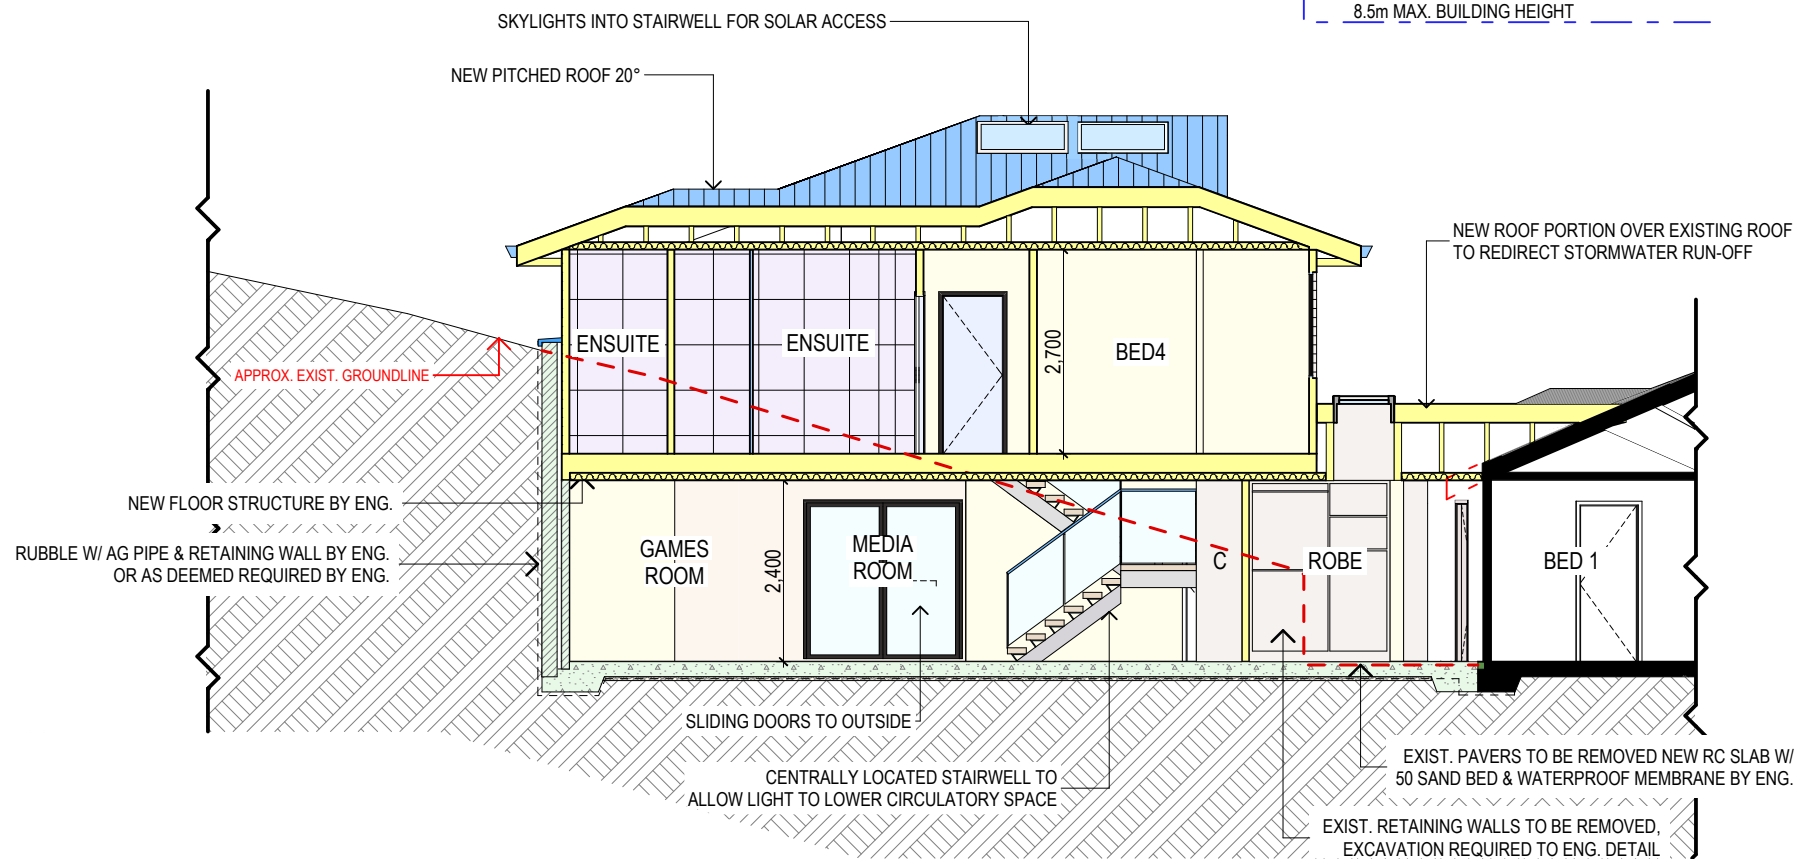 8.5m MAX. BUILDING HEIGHT
SKYLIGHTS INTO STAIRWELL FOR SOLAR ACCESS
NEW PITCHED ROOF 20°
NEW ROOF PORTION OVER EXISTING ROOF
TO REDIRECT STORMWATER RUN-OFF
ENSUITE
ENSUITE
2,700
BED4
APPROX. EXIST. GROUNDLINE
NEW FLOOR STRUCTURE BY ENG.
RUBBLE W/ AG PIPE & RETAINING WALL BY ENG.
OR AS DEEMED REQUIRED BY ENG.
GAMES
ROOM
2,400
MEDIA
ROOM
C
ROBE
BED 1
SLIDING DOORS TO OUTSIDE
CENTRALLY LOCATED STAIRWELL TO
ALLOW LIGHT TO LOWER CIRCULATORY SPACE
EXIST. PAVERS TO BE REMOVED NEW RC SLAB W/
50 SAND BED & WATERPROOF MEMBRANE BY ENG.
EXIST. RETAINING WALLS TO BE REMOVED,
EXCAVATION REQUIRED TO ENG. DETAIL